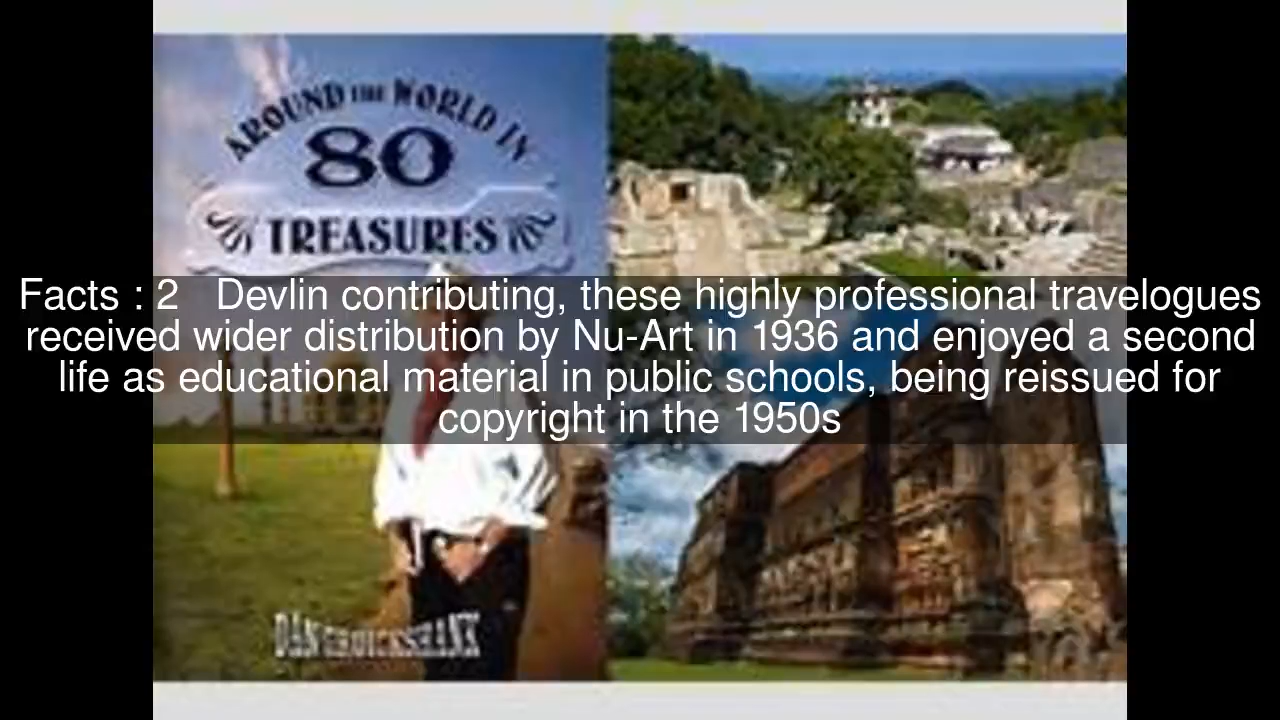 AROUND THE WORLD IN
80
TREASURES
Facts : 2 Devlin contributing, these highly professional travelogues
received wider distribution by Nu-Art in 1936 and enjoyed a second
life as educational material in public schools, being reissued for
copyright in the 1950s
DAN CRUICKSHANK